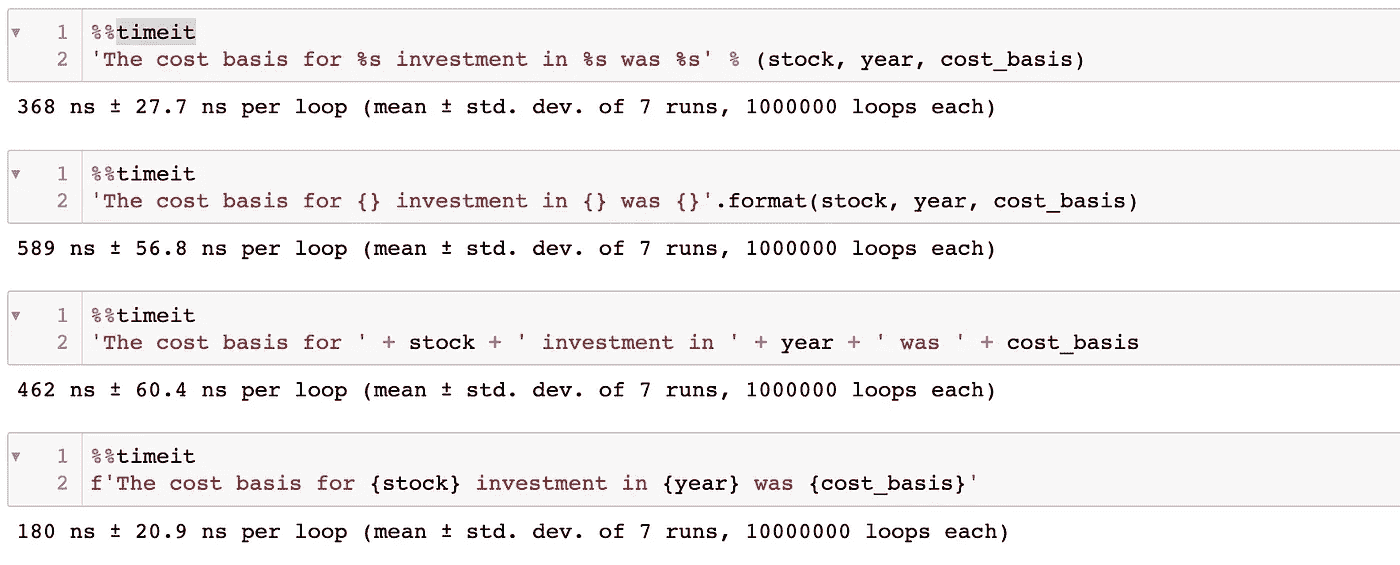 1 %%timeit
2 'The cost basis for %s investment in %s was %s' % (stock, year, cost_basis)
368 ns ± 27.7 ns per loop (mean ± std. dev. of 7 runs, 1000000 loops each)
1 %%timeit
2 'The cost basis for {} investment in {} was {}'.format(stock, year, cost_basis)
589 ns ± 56.8 ns per loop (mean ± std. dev. of 7 runs, 1000000 loops each)
1 %%timeit
2 'The cost basis for ' + stock + ' investment in ' + year + ' was ' + cost_basis
462 ns ± 60.4 ns per loop (mean ± std. dev. of 7 runs, 1000000 loops each)
1 %%timeit
2 f'The cost basis for {stock} investment in {year} was {cost_basis}'
180 ns ± 20.9 ns per loop (mean ± std. dev. of 7 runs, 10000000 loops each)